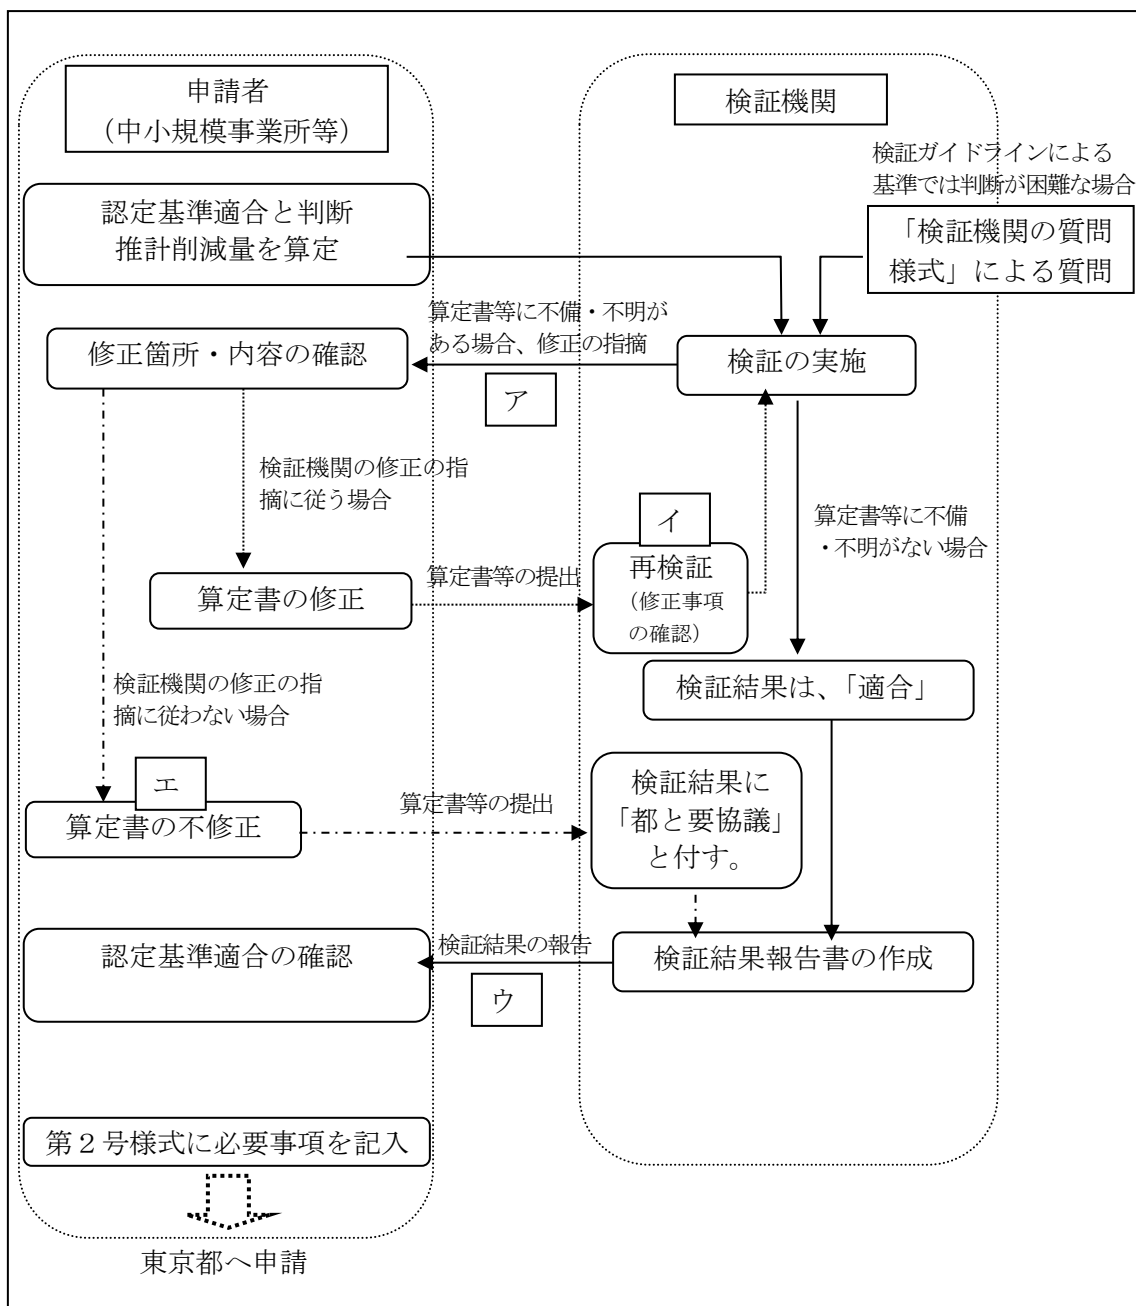 申請者
（中小規模事業所等）
検証機関
検証ガイドラインによる
基準では判断が困難な場合
認定基準適合と判断
推計削減量を算定
「検証機関の質問
様式」による質問
算定書等に不備・不明が
ある場合、修正の指摘
修正箇所・内容の確認
検証の実施
ア
検証機関の修正の指
摘に従う場合
イ
算定書等に不備
・不明がない場合
算定書の修正
算定書等の提出
再検証
（修正事項
の確認）
検証機関の修正の指
摘に従わない場合
検証結果は、「適合」
エ
算定書の不修正
算定書等の提出
検証結果に
「都と要協議」
と付す。
認定基準適合の確認
検証結果の報告
検証結果報告書の作成
ウ
第２号様式に必要事項を記入
東京都へ申請